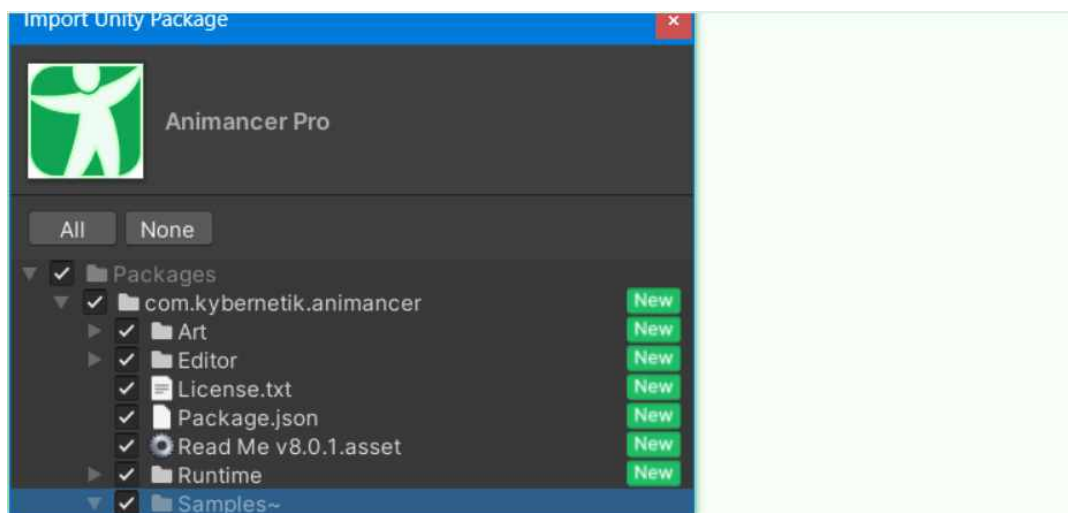 Import Unity Package
Animancer Pro
All None
Packages
com.kybernetik.animancer New
Art New
Editor New
License.txt New
Package.json New
Read Me v8.0.1.asset New
Runtime New
Samples~